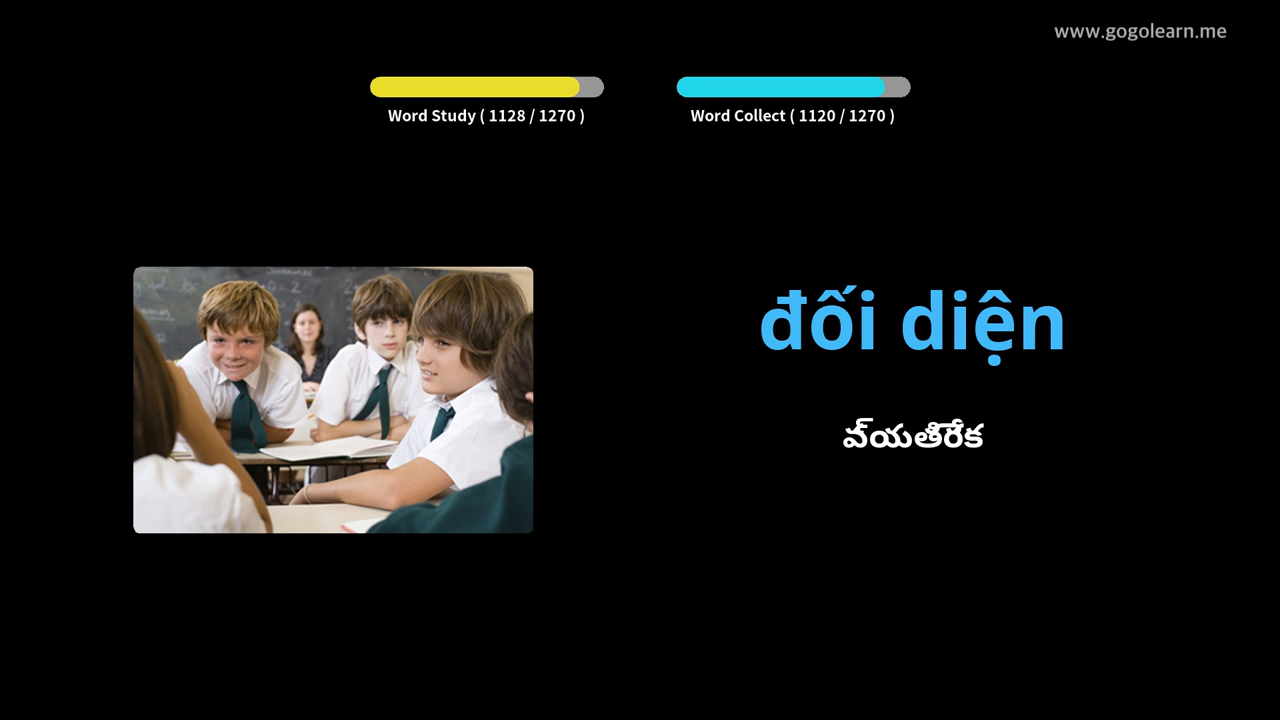 www.gogolearn.me
Word Study ( 1128 / 1270 )
Word Collect ( 1120 / 1270 )
đối diện
వ్యతిరేక